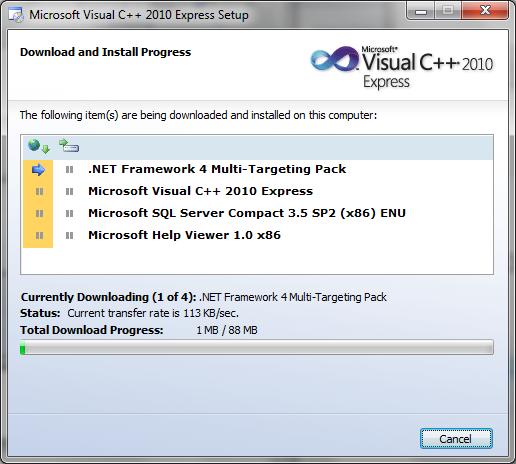 Microsoft Visual C++ 2010 Express Setup
Download and Install Progress
Microsoft®
Visual C++ 2010
Express
The following item(s) are being downloaded and installed on this computer:
.NET Framework 4 Multi-Targeting Pack
Microsoft Visual C++ 2010 Express
Microsoft SQL Server Compact 3.5 SP2 (x86) ENU
Microsoft Help Viewer 1.0 x86
Currently Downloading (1 of 4): .NET Framework 4 Multi-Targeting Pack
Status: Current transfer rate is 113 KB/sec.
Total Download Progress: 1 MB / 88 MB
Cancel